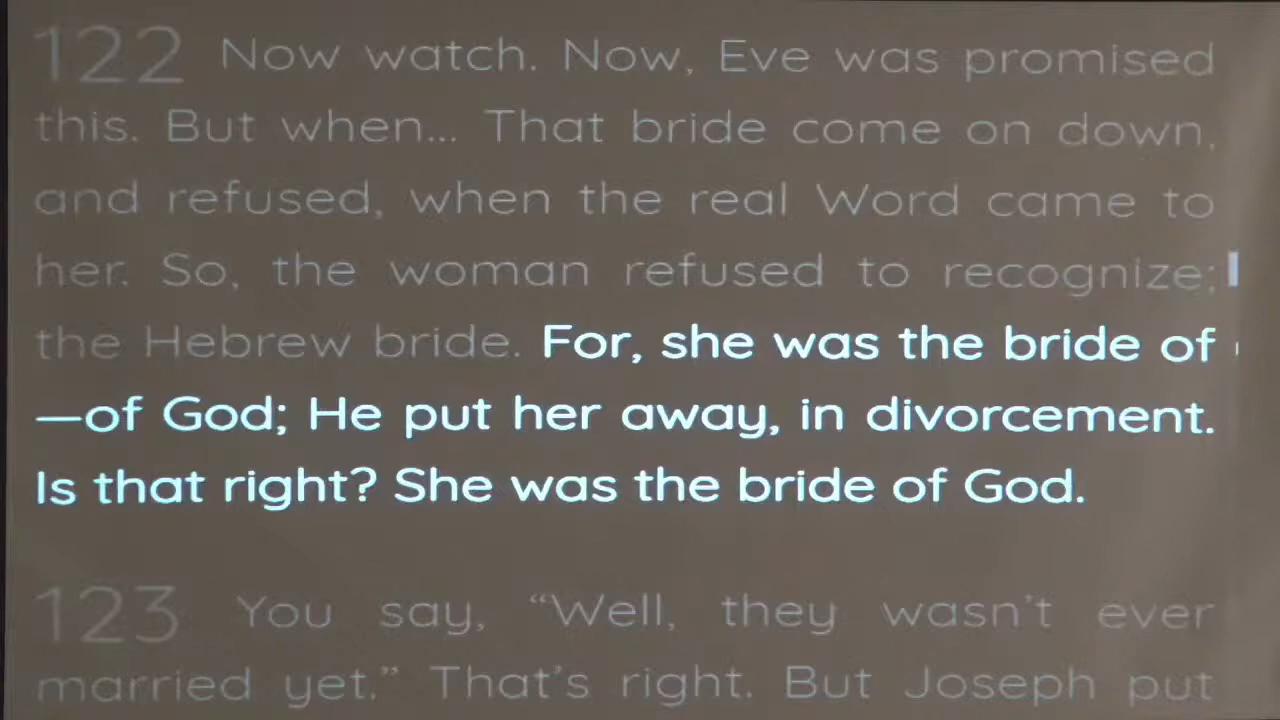 122 Now watch. Now, Eve was promised
this. But when... That bride come on down,
and refused, when the real Word came to
her. So, the woman refused to recognize;
the Hebrew bride. For, she was the bride of
—of God; He put her away, in divorcement.
Is that right? She was the bride of God.
123 You say, “Well, they wasn’t ever
married yet.” That’s right. But Joseph put